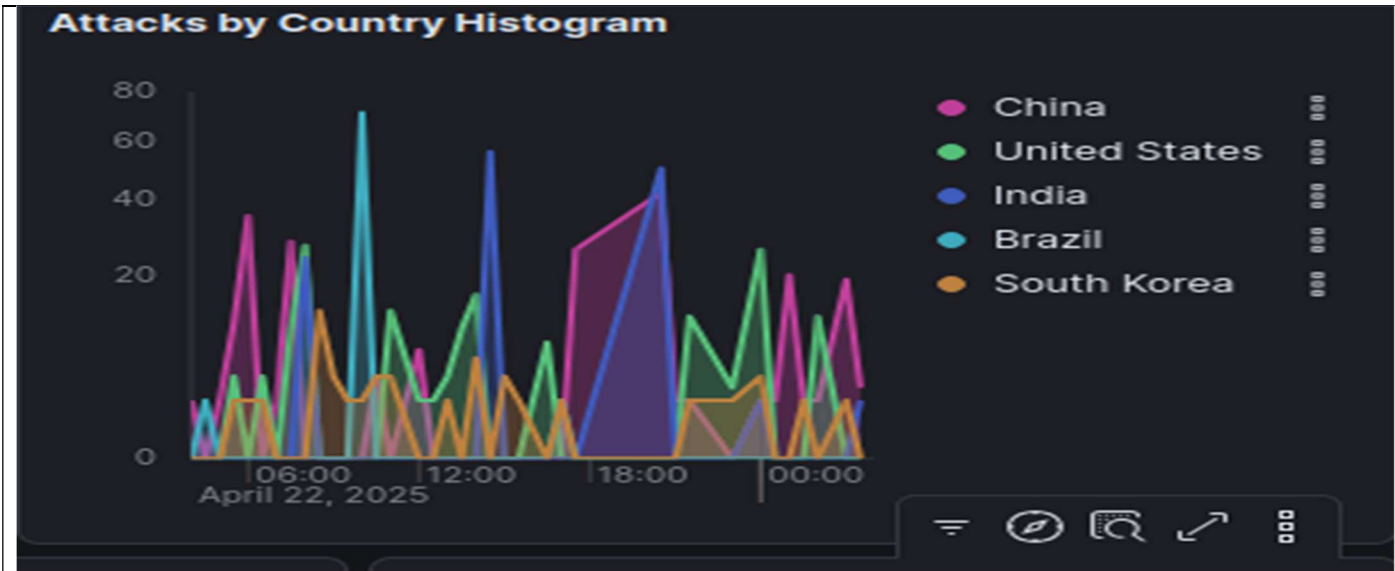 Attacks by Country Histogram
80
60
40
20
0
06:00 12:00 18:00 00:00
April 22, 2025
China
United States
India
Brazil
South Korea